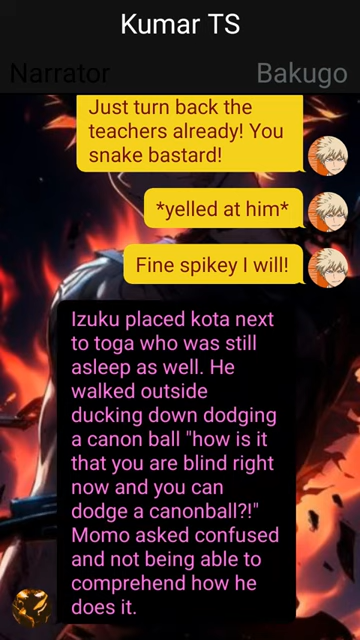 Kumar TS
Narrator
Bakugo
Just turn back the
teachers already! You
snake bastard!
*yelled at him*
Fine spikey I will!
Izuku placed kota next
to toga who was still
asleep as well. He
walked outside
ducking down dodging
a canon ball "how is it
that you are blind right
now and you can
dodge a canonball?!"
Momo asked confused
and not being able to
comprehend how he
does it.